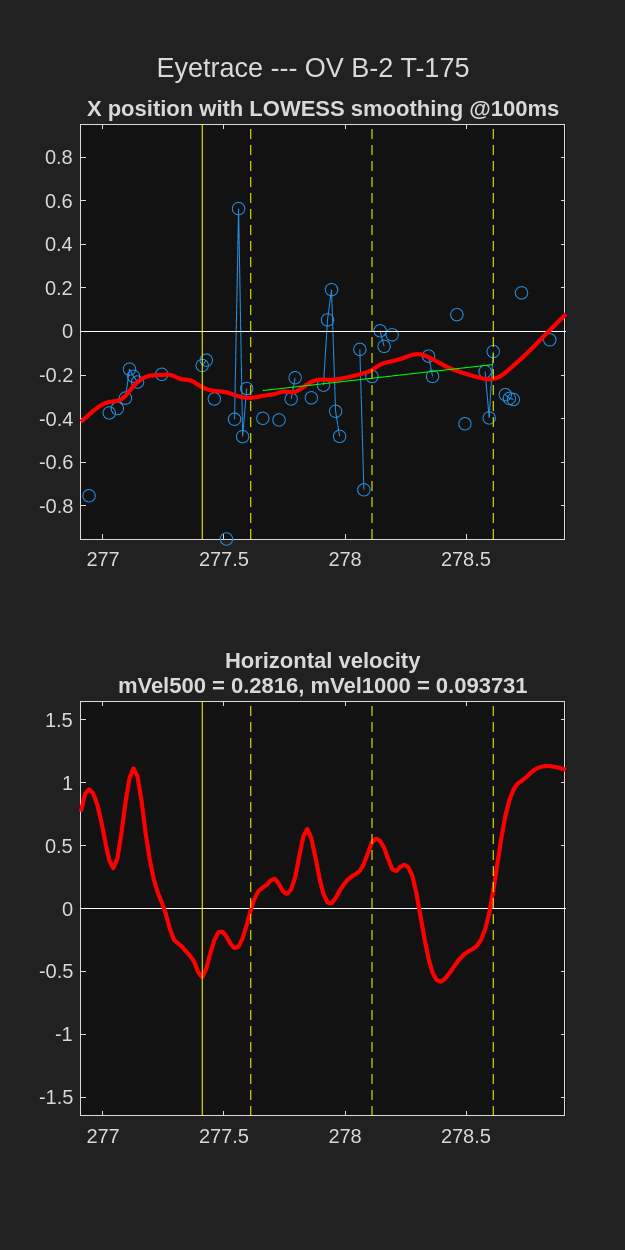 Eyetrace --- OV B-2 T-175
X position with LOWESS smoothing @100ms
0.8
0.6
0.4
0.2
0
-0.2
-0.4
-0.6
-0.8
277 277.5 278 278.5
Horizontal velocity
mVel500 = 0.2816, mVel1000 = 0.093731
1.5
1
0.5
0
-0.5
-1
-1.5
277 277.5 278 278.5